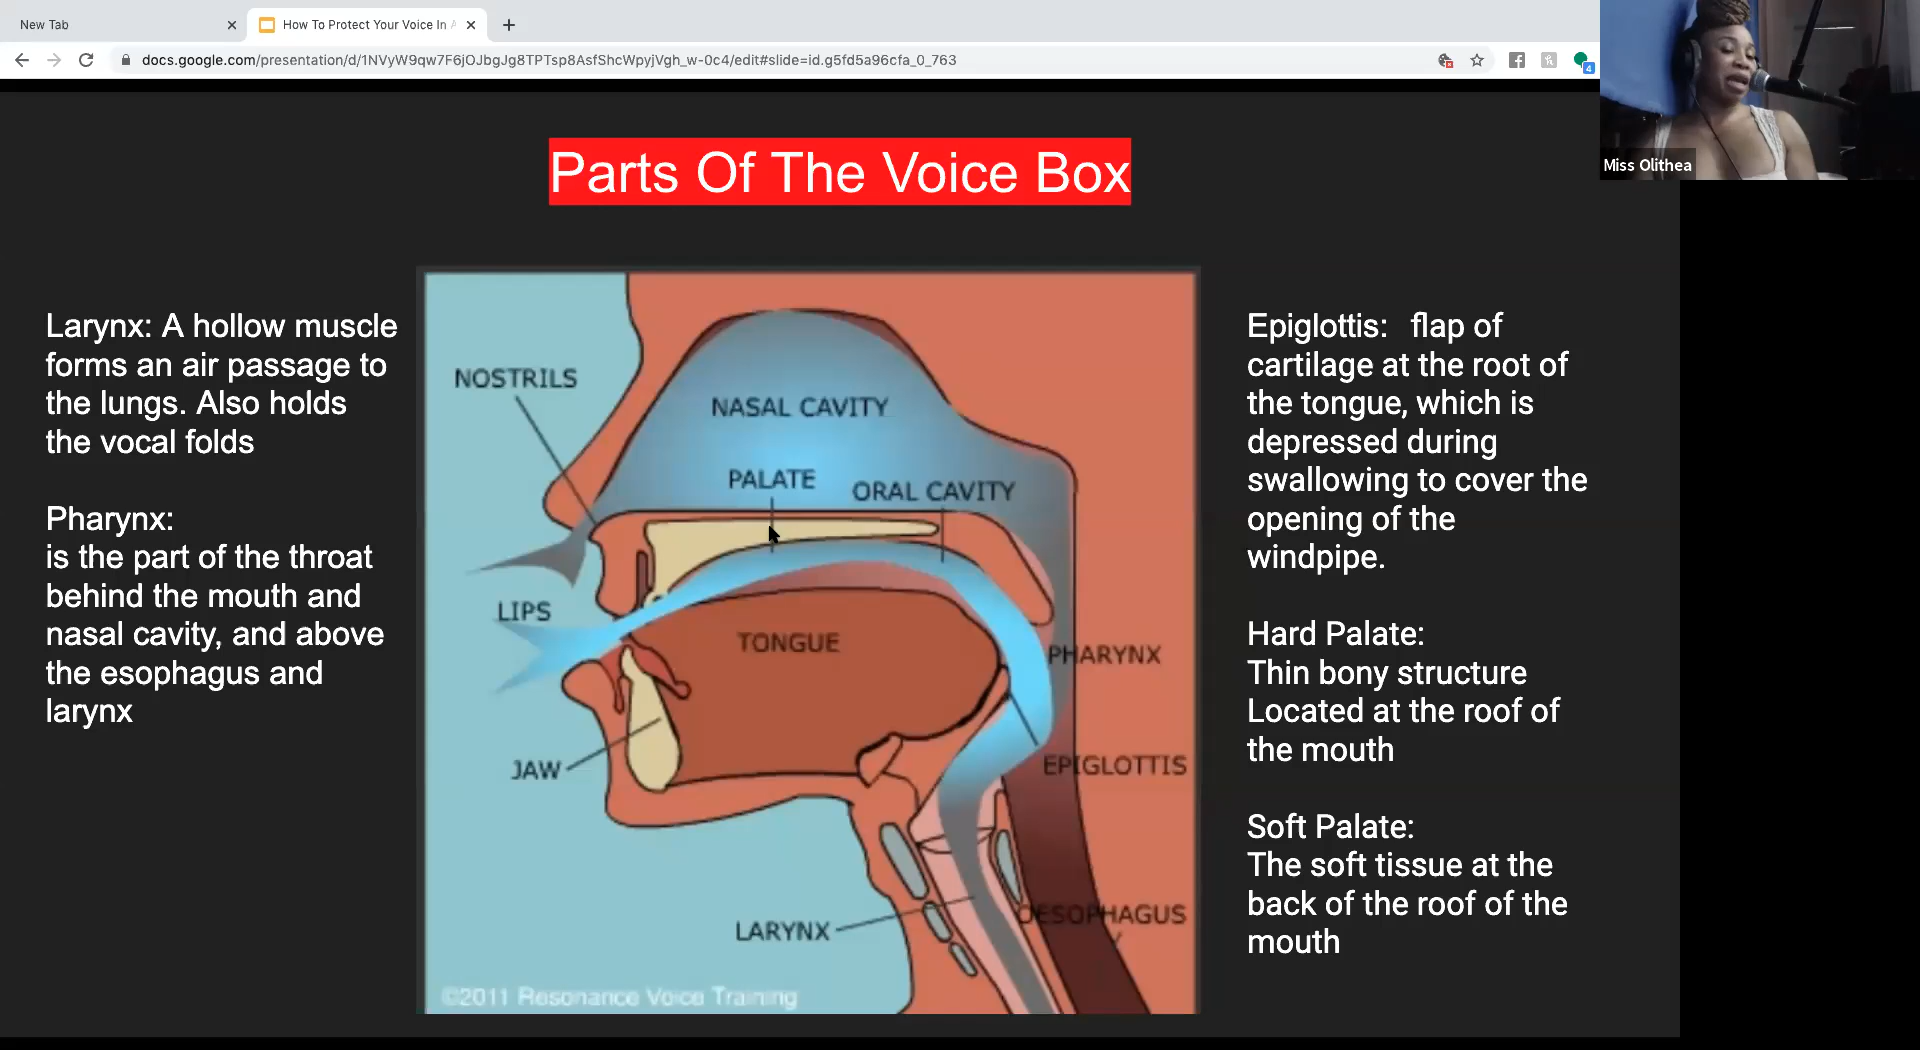 New Tab
How To Protect Your Voice In A
docs.google.com/presentation/d/1NVyW9qw7F6jOJbgJg8TPTsp8AsfShcWpyjVgh_w-0c4/edit#slide=id.g5fd5a96cfa_0_763
4
Miss Olithea
Parts Of The Voice Box
Larynx: A hollow muscle
forms an air passage to
the lungs. Also holds
the vocal folds
Pharynx:
is the part of the throat
behind the mouth and
nasal cavity, and above
the esophagus and
larynx
NOSTRILS
NASAL CAVITY
PALATE
ORAL CAVITY
LIPS
TONGUE
PHARYNX
JAW
EPIGLOTTIS
LARYNX
OESOPHAGUS
©2011 Resonance Voice Training
Epiglottis:   flap of
cartilage at the root of
the tongue, which is
depressed during
swallowing to cover the
opening of the
windpipe.
Hard Palate:
Thin bony structure
Located at the roof of
the mouth
Soft Palate:
The soft tissue at the
back of the roof of the
mouth